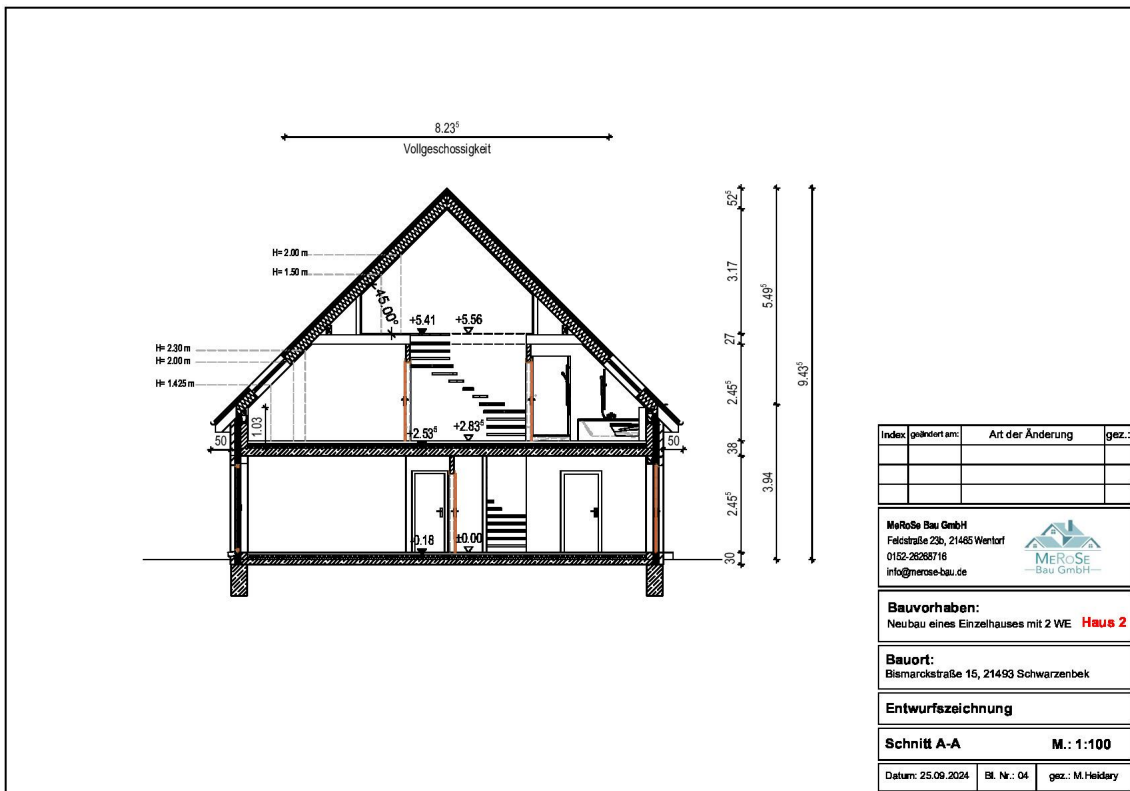 8.23⁵
Vollgeschossigkeit
52⁵
3.17
5.49⁵
9.43⁵
H= 2.00 m
H= 1.50 m
45.00°
+5.41
+5.56
27
H= 2.30 m
H= 2.00 m
H= 1.425 m
2.45⁵
1.03
50
+2.53⁵
+2.83⁵
50
38
3.94
2.45⁵
-0.18
±0.00
30
Index
geändert am:
Art der Änderung
gez.:
MeRoSe Bau GmbH
Feldstraße 23b, 21465 Wentorf
0152-28268716
info@merose-bau.de
MEROSE
Bau GmbH
Bauvorhaben:
Neubau eines Einzelhauses mit 2 WE Haus 2
Bauort:
Bismarckstraße 15, 21493 Schwarzenbek
Entwurfszeichnung
Schnitt A-A M.: 1:100
Datum: 25.09.2024 Bl. Nr.: 04 gez.: M.Heidary